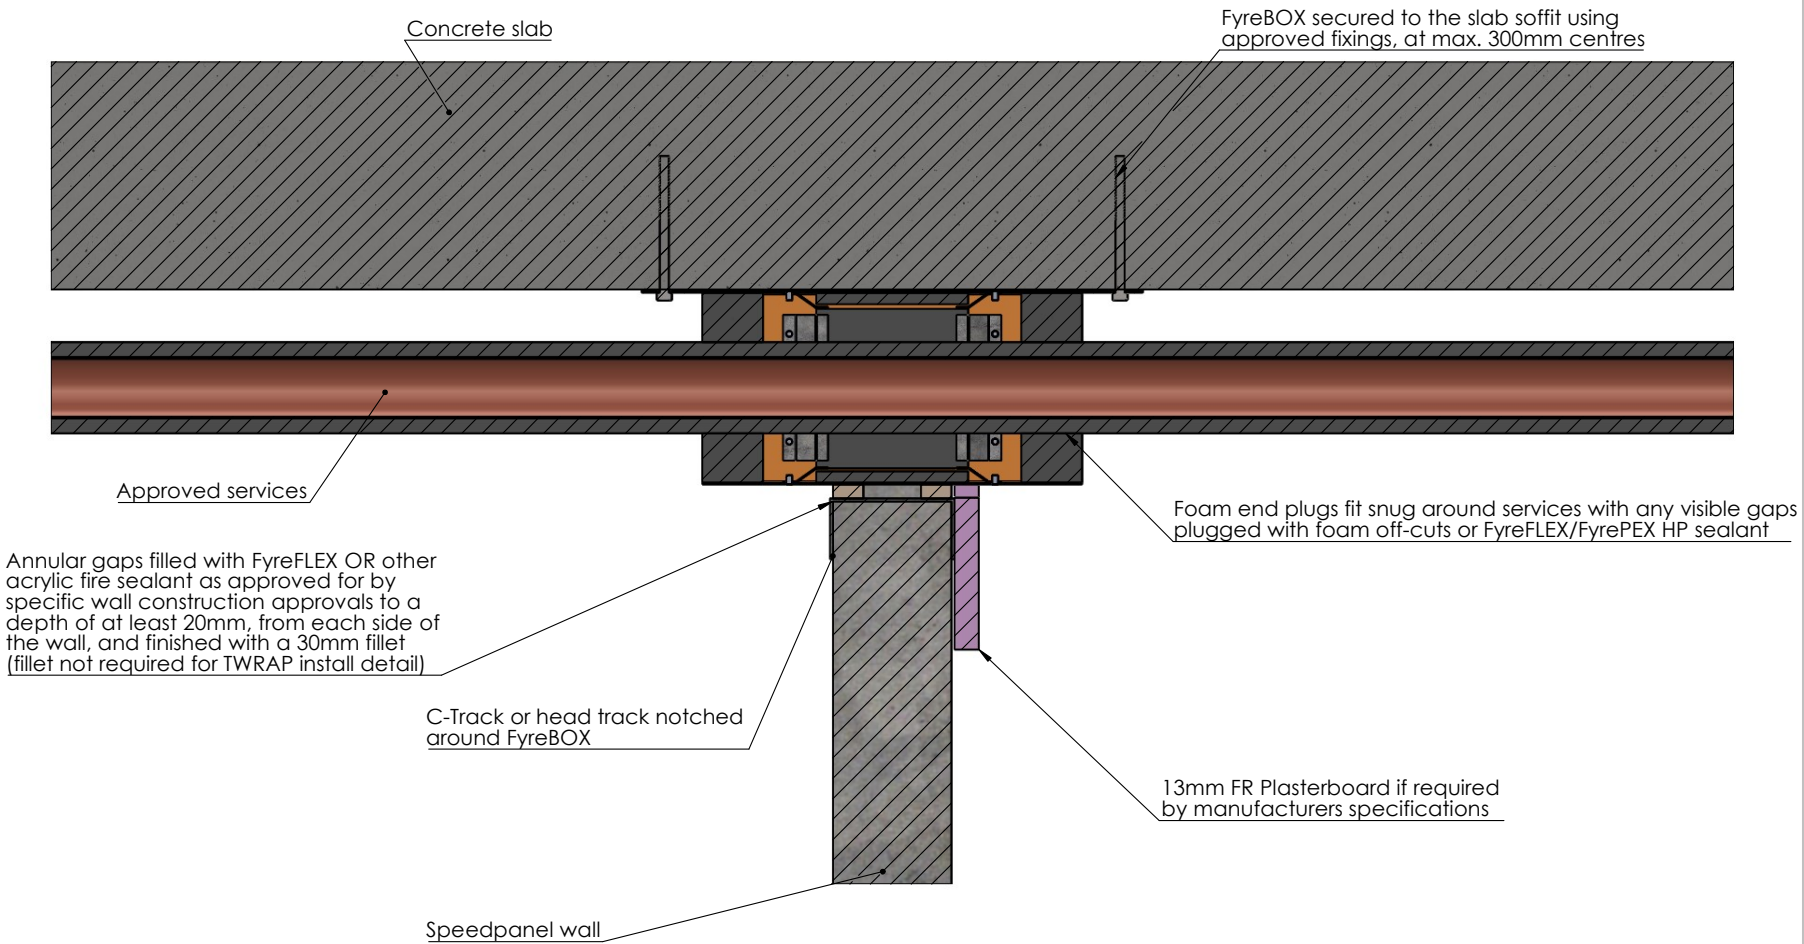 Concrete slab
FyreBOX secured to the slab soffit using
approved fixings, at max. 300mm centres
Approved services
Foam end plugs fit snug around services with any visible gaps
plugged with foam off-cuts or FyreFLEX/FyrePEX HP sealant
Annular gaps filled with FyreFLEX OR other
acrylic fire sealant as approved for by
specific wall construction approvals to a
depth of at least 20mm, from each side of
the wall, and finished with a 30mm fillet
(fillet not required for TWRAP install detail)
C-Track or head track notched
around FyreBOX
13mm FR Plasterboard if required
by manufacturers specifications
Speedpanel wall